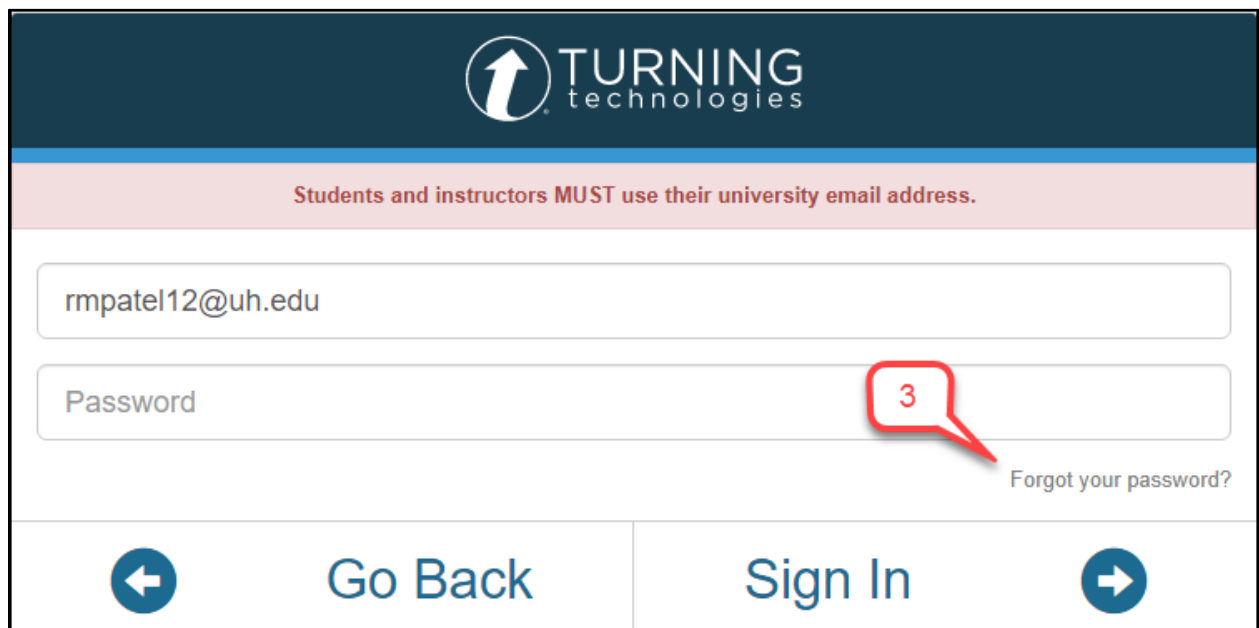 TURNING
technologies
Students and instructors MUST use their university email address.
rmpatel12@uh.edu
Password
3
Forgot your password?
Go Back
Sign In